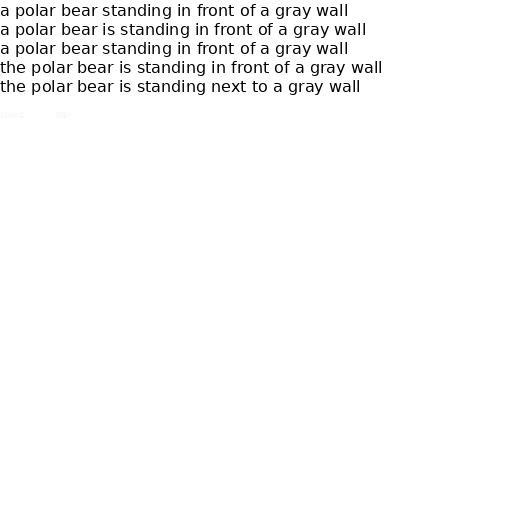 a polar bear standing in front of a gray wall
a polar bear is standing in front of a gray wall
a polar bear standing in front of a gray wall
the polar bear is standing in front of a gray wall
the polar bear is standing next to a gray wall